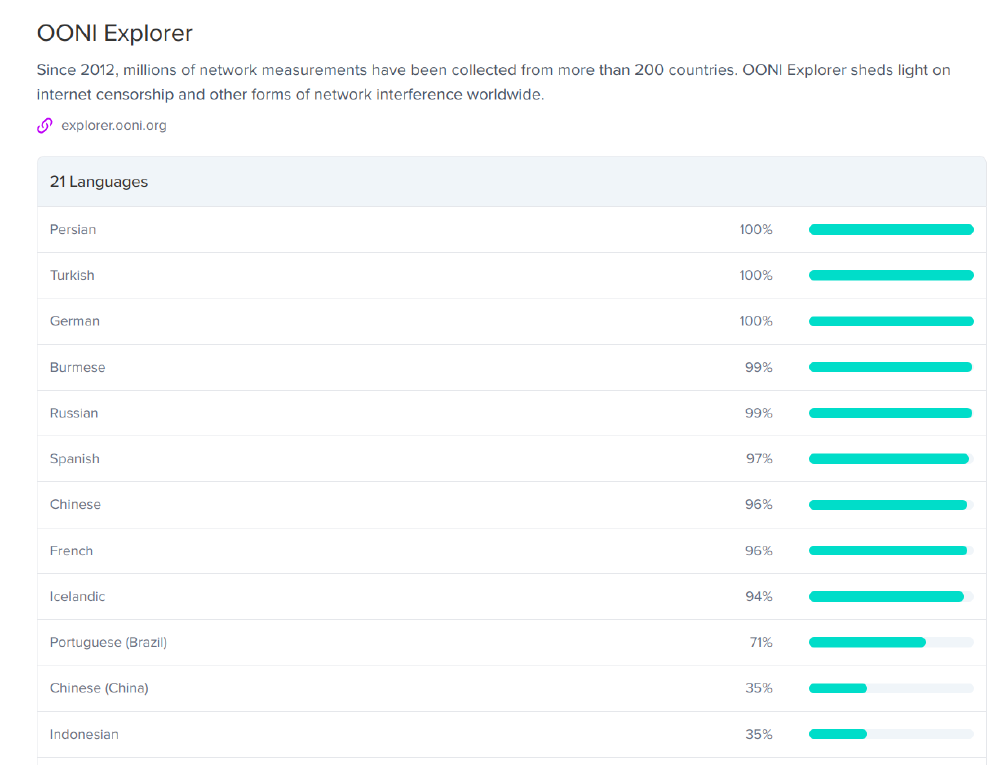 OONI Explorer
Since 2012, millions of network measurements have been collected from more than 200 countries. OONI Explorer sheds light on
internet censorship and other forms of network interference worldwide.
explorer.ooni.org
21 Languages
Persian 100%
Turkish 100%
German 100%
Burmese 99%
Russian 99%
Spanish 97%
Chinese 96%
French 96%
Icelandic 94%
Portuguese (Brazil) 71%
Chinese (China) 35%
Indonesian 35%